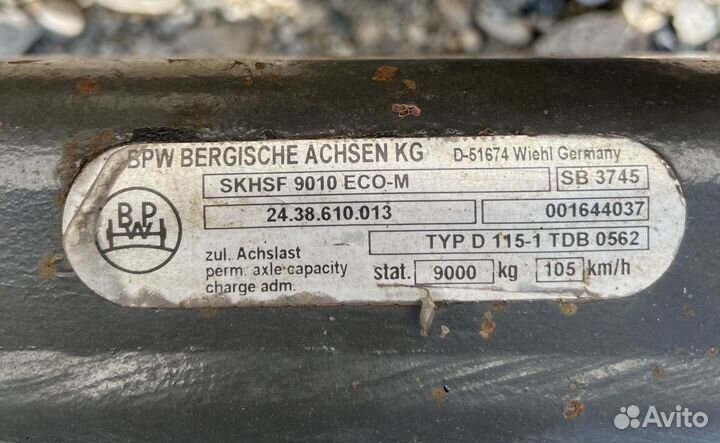 BPW BERGISCHE ACHSEN KG D-51674 Wiehl Germany
SKHSF 9010 ECO-M SB 3745
BPW
24.38.610.013 001644037
TYP D 115-1 TDB 0562
zul. Achslast
perm. axle capacity stat. 9000 kg 105 km/h
charge adm.
Avito